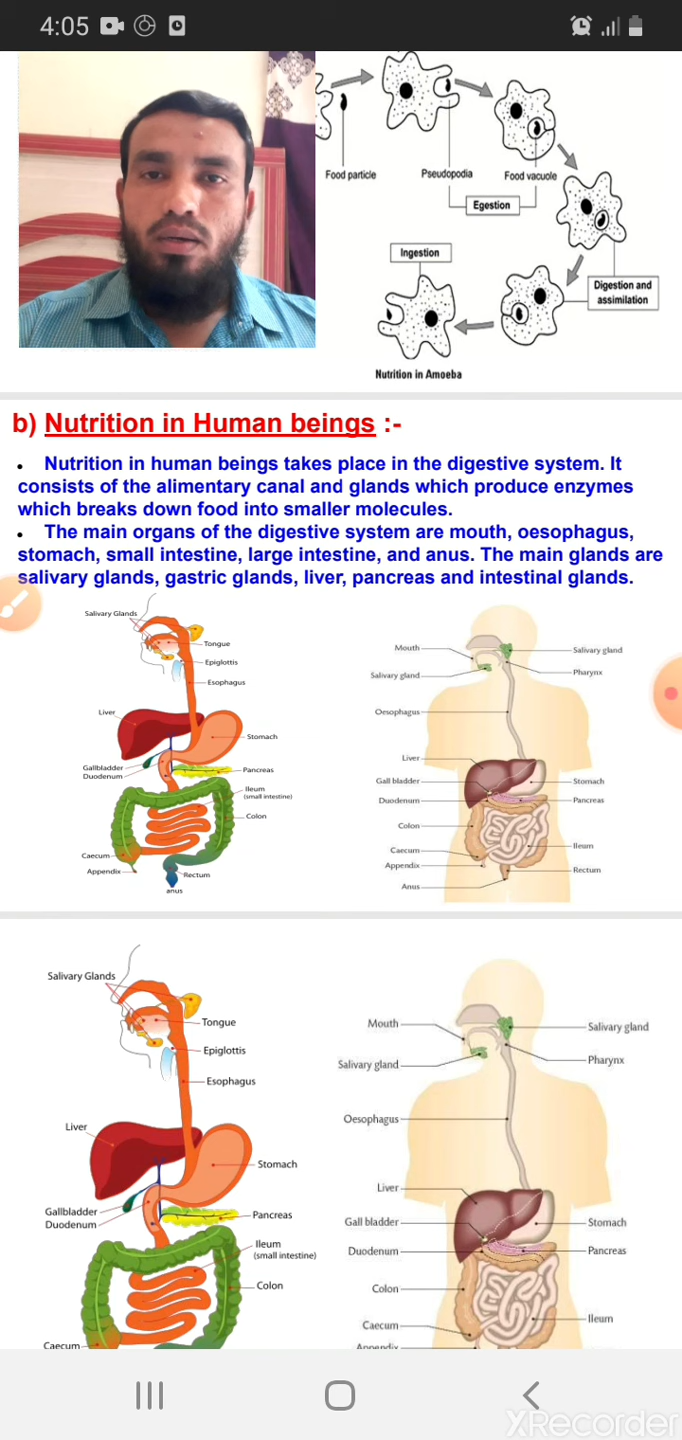 4:05
Food particle
Pseudopodia
Food vacuole
Egestion
Ingestion
Digestion and
assimilation
Nutrition in Amoeba
b) Nutrition in Human beings :-
• Nutrition in human beings takes place in the digestive system. It
consists of the alimentary canal and glands which produce enzymes
which breaks down food into smaller molecules.
• The main organs of the digestive system are mouth, oesophagus,
stomach, small intestine, large intestine, and anus. The main glands are
salivary glands, gastric glands, liver, pancreas and intestinal glands.
Salivary Glands
Tongue
Epiglottis
Esophagus
Liver
Stomach
Gallbladder
Duodenum
Pancreas
Ileum
(small intestine)
Colon
Caecum
Appendix
Rectum
anus
Mouth
Salivary gland
Salivary gland
Pharynx
Oesophagus
Liver
Gall bladder
Stomach
Duodenum
Pancreas
Colon
Caecum
Ileum
Appendix
Rectum
Anus
Salivary Glands
Tongue
Epiglottis
Esophagus
Liver
Stomach
Gallbladder
Duodenum
Pancreas
Ileum
(small intestine)
Colon
Caecum
Mouth
Salivary gland
Salivary gland
Pharynx
Oesophagus
Liver
Gall bladder
Stomach
Duodenum
Pancreas
Colon
Ileum
Caecum
Appendix
XRecorder